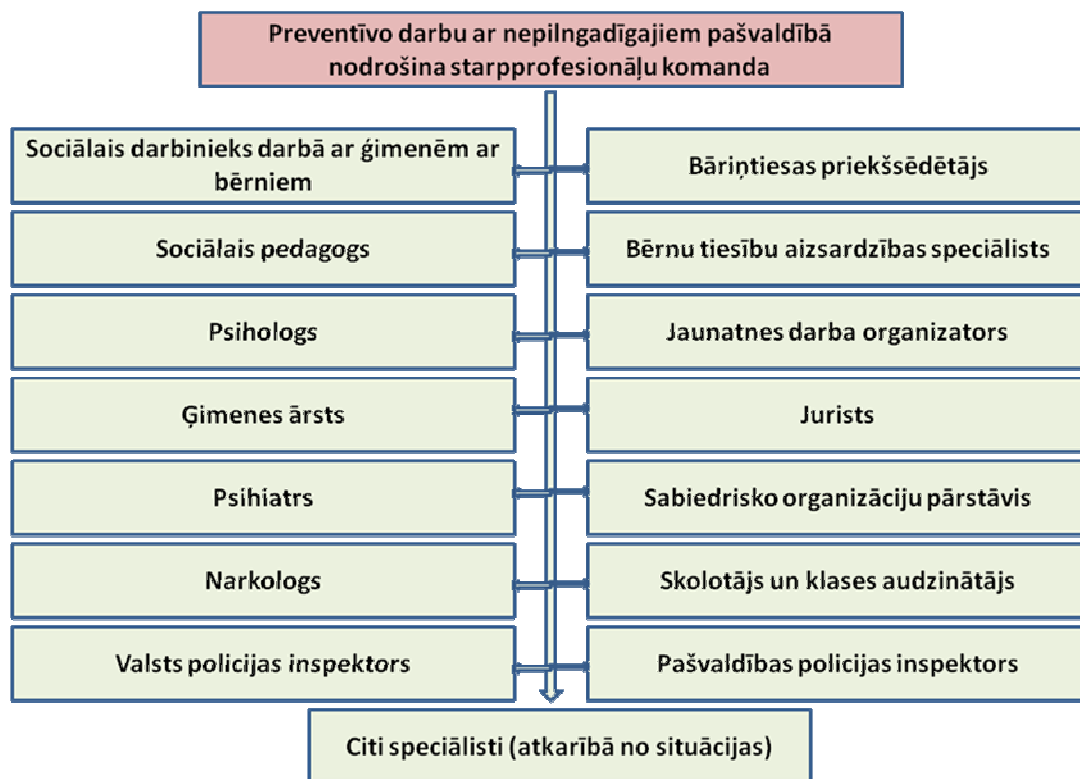 Preventīvo darbu ar nepilngadīgajiem pašvaldībā
nodrošina starpprofesionāļu komanda
Sociālais darbinieks darbā ar ģimenēm ar
bērniem
Bāriņtiesas priekšsēdētājs
Sociālais pedagogs
Bērnu tiesību aizsardzības speciālists
Psihologs
Jaunatnes darba organizators
Ģimenes ārsts
Jurists
Psihiatrs
Sabiedrisko organizāciju pārstāvis
Narkologs
Skolotājs un klases audzinātājs
Valsts policijas inspektors
Pašvaldības policijas inspektors
Citi speciālisti (atkarībā no situācijas)